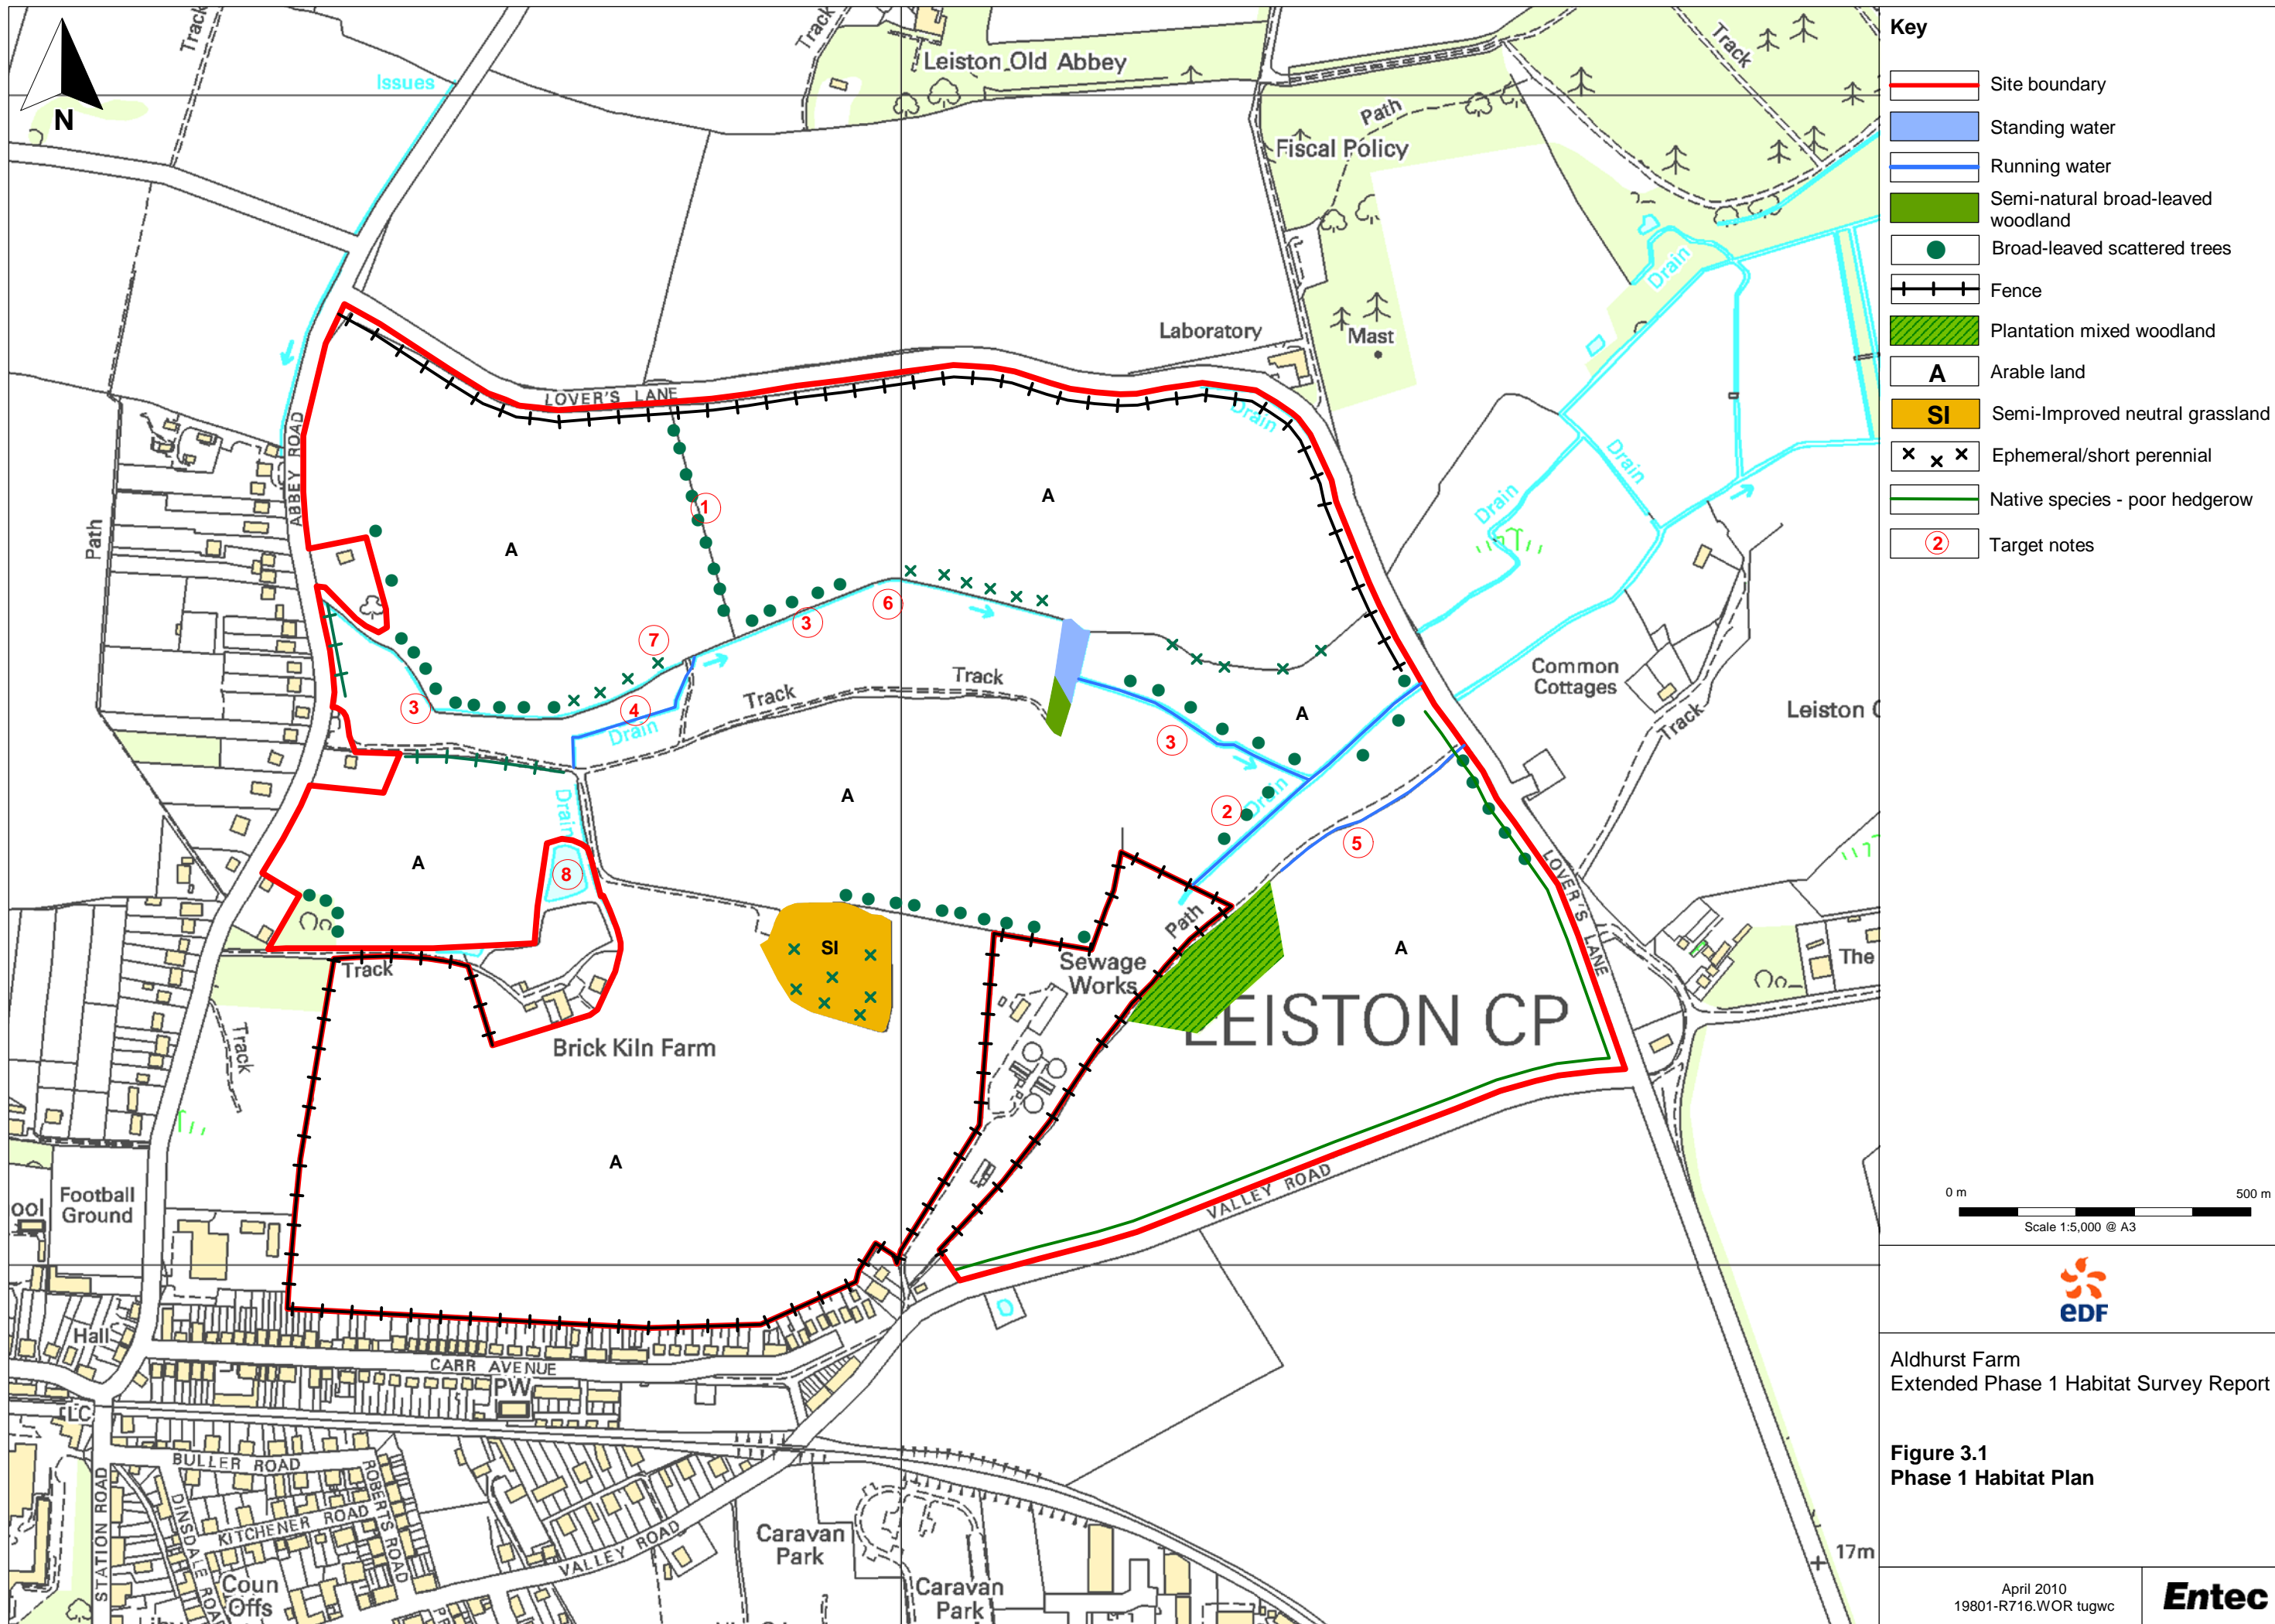 Track
Track
Issues
Leiston Old Abbey
Track
N
Path
Fiscal Policy
Drain
Laboratory
Mast
LOVER'S LANE
Drain
ABBEY ROAD
Path
1
A
A
Drain
Drain
3
6
7
3
4
Drain
Track
Track
3
A
Common
Cottages
Track
A
Drain
2
Drain
5
A
8
LOVER'S LANE
Path
SI
Track
Sewage
Works
A
The
LEISTON CP
Track
Brick Kiln Farm
A
Football
Ground
ool
VALLEY ROAD
Hall
CARR AVENUE
PW
LC
BULLER ROAD
ROBERTS ROAD
KITCHENER ROAD
DINSDALE ROAD
STATION ROAD
VALLEY ROAD
Coun
Offs
Caravan
Park
Caravan
Park
17m
Key
Site boundary
Standing water
Running water
Semi-natural broad-leaved
woodland
Broad-leaved scattered trees
Fence
Plantation mixed woodland
A Arable land
SI Semi-Improved neutral grassland
Ephemeral/short perennial
Native species - poor hedgerow
2 Target notes
0 m 500 m
Scale 1:5,000 @ A3
eDF
Aldhurst Farm
Extended Phase 1 Habitat Survey Report
Figure 3.1
Phase 1 Habitat Plan
April 2010
19801-R716.WOR tugwc
Entec